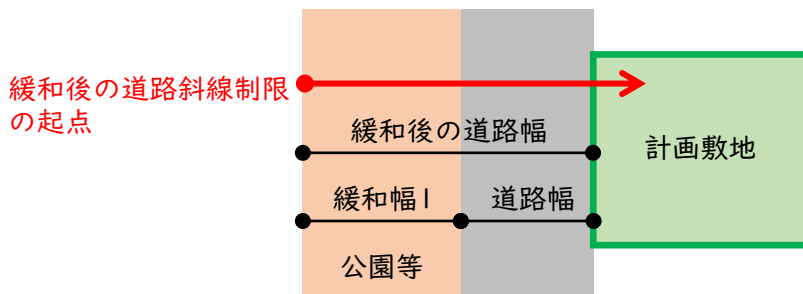 緩和後の道路斜線制限
の起点
緩和後の道路幅
計画敷地
緩和幅1
道路幅
公園等